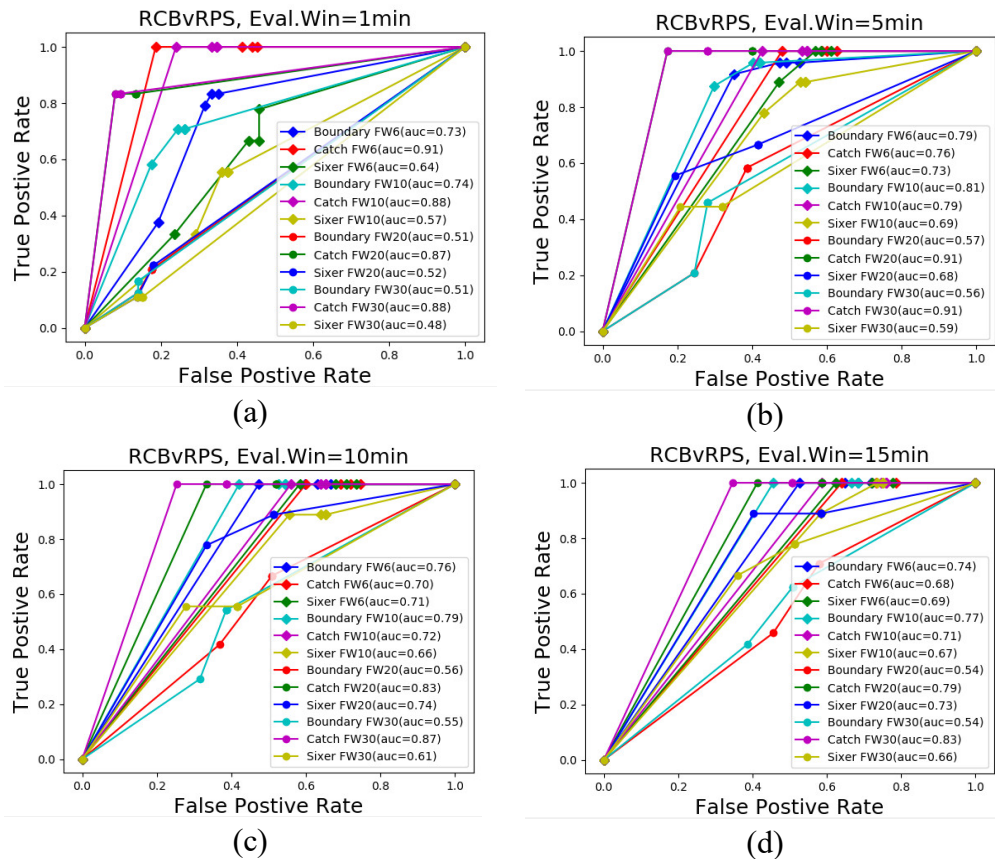 RCBvRPS, Eval.Win=1min
True Postive Rate
1.0
0.8
0.6
0.4
0.2
0.0
Boundary FW6(auc=0.73)
Catch FW6(auc=0.91)
Sixer FW6(auc=0.64)
Boundary FW10(auc=0.74)
Catch FW10(auc=0.88)
Sixer FW10(auc=0.57)
Boundary FW20(auc=0.51)
Catch FW20(auc=0.87)
Sixer FW20(auc=0.52)
Boundary FW30(auc=0.51)
Catch FW30(auc=0.88)
Sixer FW30(auc=0.48)
0.0 0.2 0.4 0.6 0.8 1.0
False Postive Rate
(a)
RCBvRPS, Eval.Win=5min
True Postive Rate
1.0
0.8
0.6
0.4
0.2
0.0
Boundary FW6(auc=0.79)
Catch FW6(auc=0.76)
Sixer FW6(auc=0.73)
Boundary FW10(auc=0.81)
Catch FW10(auc=0.79)
Sixer FW10(auc=0.69)
Boundary FW20(auc=0.57)
Catch FW20(auc=0.91)
Sixer FW20(auc=0.68)
Boundary FW30(auc=0.56)
Catch FW30(auc=0.91)
Sixer FW30(auc=0.59)
0.0 0.2 0.4 0.6 0.8 1.0
False Postive Rate
(b)
RCBvRPS, Eval.Win=10min
True Postive Rate
1.0
0.8
0.6
0.4
0.2
0.0
Boundary FW6(auc=0.76)
Catch FW6(auc=0.70)
Sixer FW6(auc=0.71)
Boundary FW10(auc=0.79)
Catch FW10(auc=0.72)
Sixer FW10(auc=0.66)
Boundary FW20(auc=0.56)
Catch FW20(auc=0.83)
Sixer FW20(auc=0.74)
Boundary FW30(auc=0.55)
Catch FW30(auc=0.87)
Sixer FW30(auc=0.61)
0.0 0.2 0.4 0.6 0.8 1.0
False Postive Rate
(c)
RCBvRPS, Eval.Win=15min
True Postive Rate
1.0
0.8
0.6
0.4
0.2
0.0
Boundary FW6(auc=0.74)
Catch FW6(auc=0.68)
Sixer FW6(auc=0.69)
Boundary FW10(auc=0.77)
Catch FW10(auc=0.71)
Sixer FW10(auc=0.67)
Boundary FW20(auc=0.54)
Catch FW20(auc=0.79)
Sixer FW20(auc=0.73)
Boundary FW30(auc=0.54)
Catch FW30(auc=0.83)
Sixer FW30(auc=0.66)
0.0 0.2 0.4 0.6 0.8 1.0
False Postive Rate
(d)